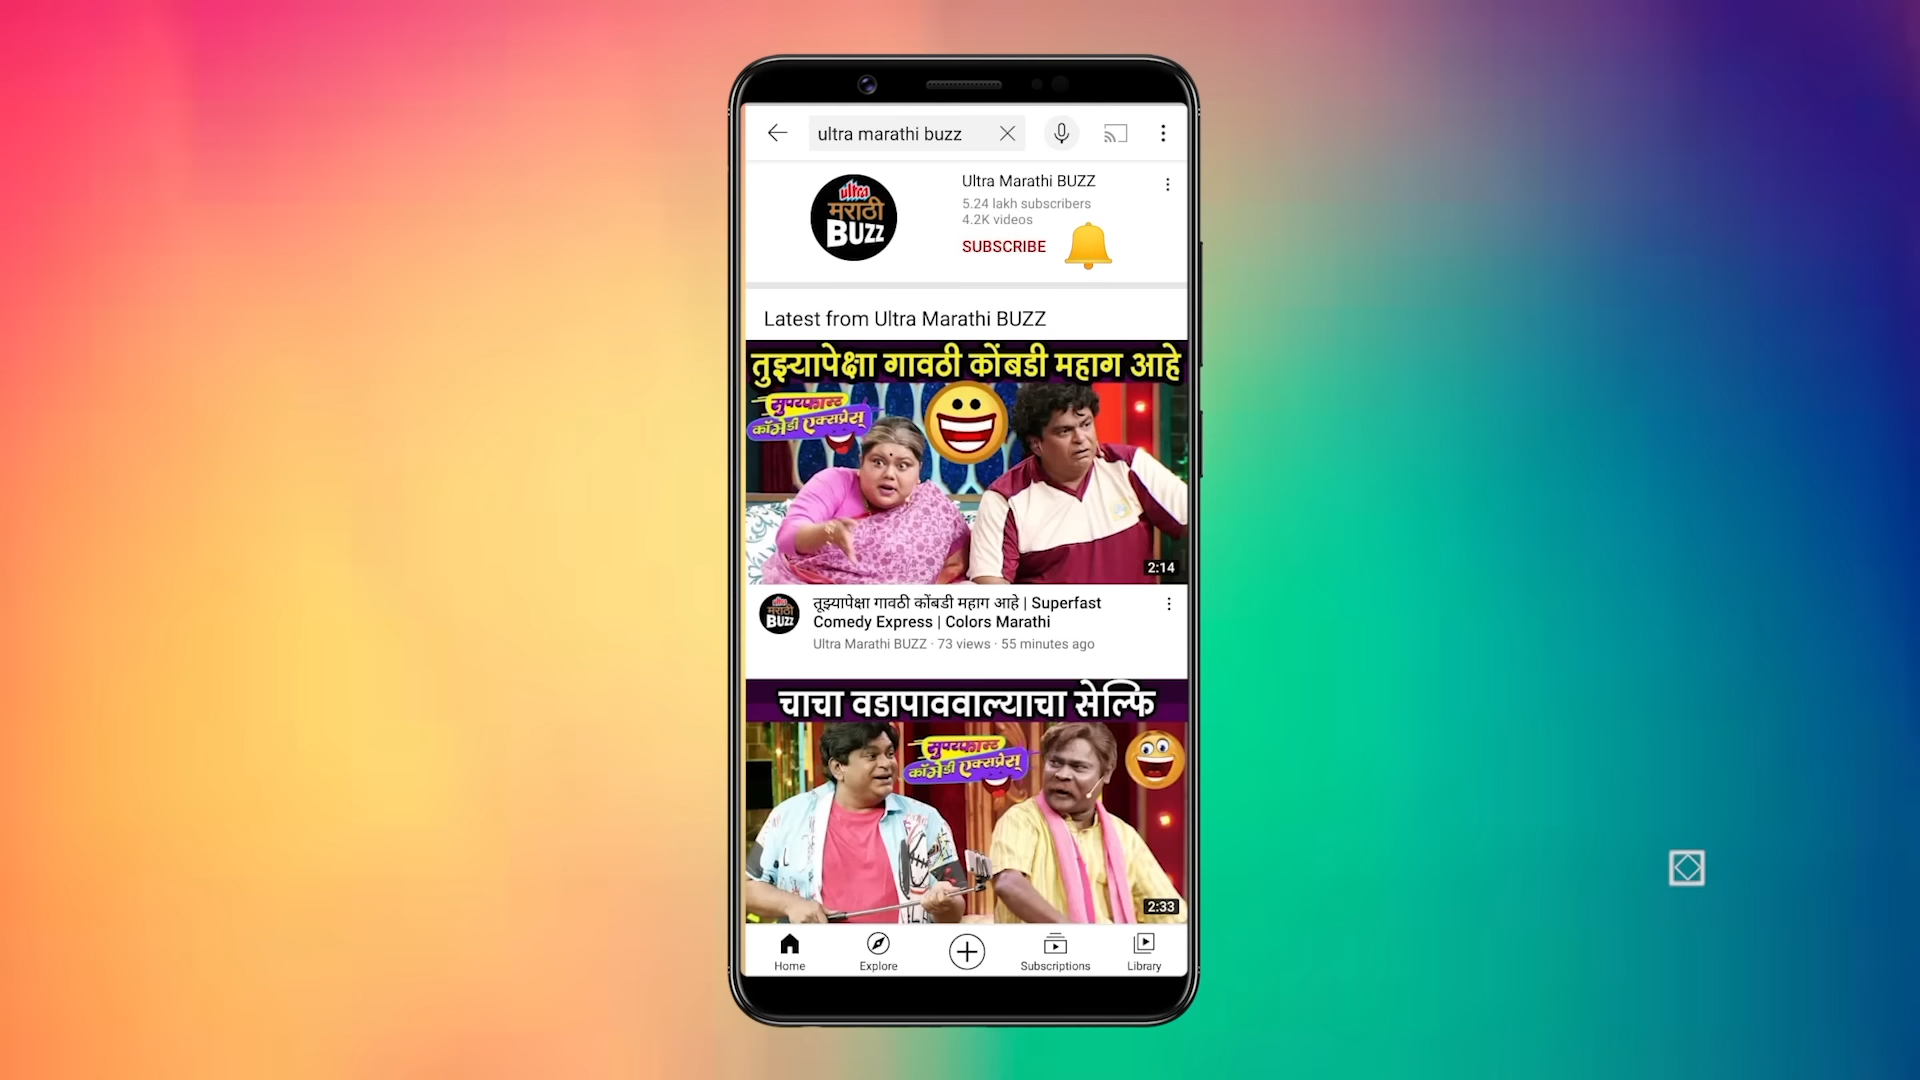 ultra marathi buzz
ultra
मराठी
BUZZ
Ultra Marathi BUZZ
5.24 lakh subscribers
4.2K videos
SUBSCRIBE
Latest from Ultra Marathi BUZZ
तुझ्यापेक्षा गावठी कोंबडी महाग आहे
सुपरफास्ट
कॉमेडी एक्सप्रेस्
2:14
ultra
मराठी
BUZZ
तूझ्यापेक्षा गावठी कोंबडी महाग आहे | Superfast
Comedy Express | Colors Marathi
Ultra Marathi BUZZ · 73 views · 55 minutes ago
चाचा वडापाववाल्याचा सेल्फि
सुपरफास्ट
कॉमेडी एक्सप्रेस्
2:33
Home
Explore
Subscriptions
Library